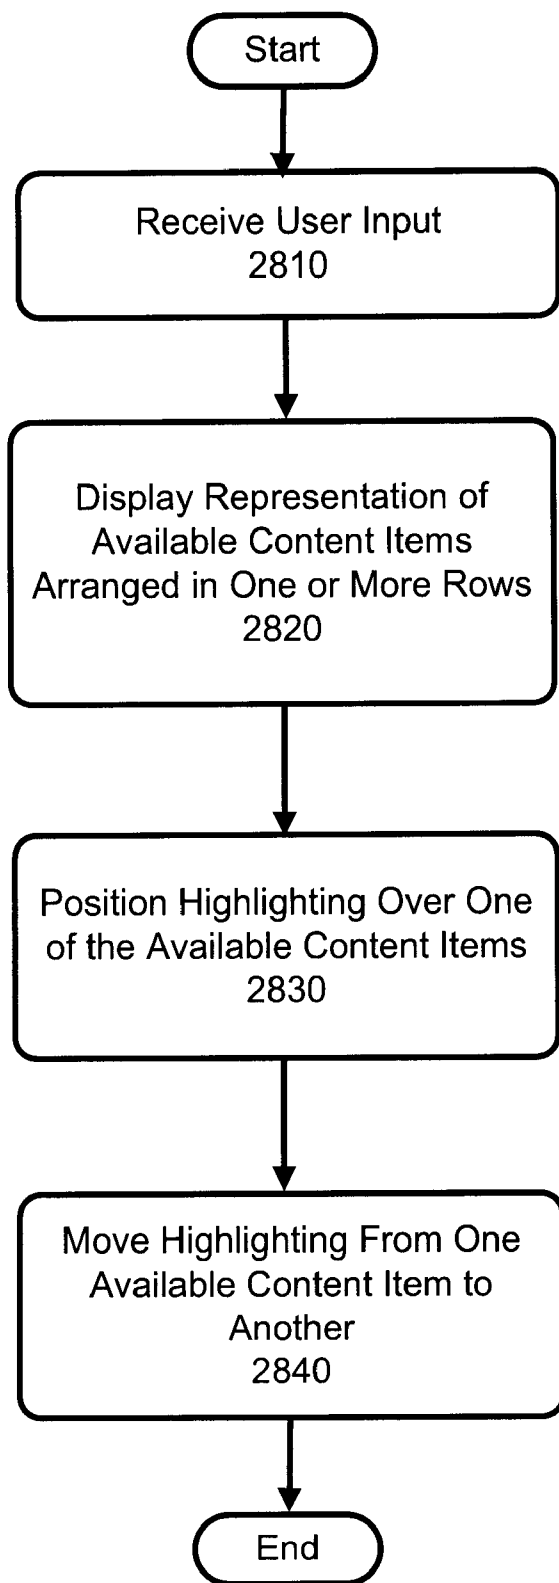 Start
Receive User Input
2810
Display Representation of
Available Content Items
Arranged in One or More Rows
2820
Position Highlighting Over One
of the Available Content Items
2830
Move Highlighting From One
Available Content Item to
Another
2840
End